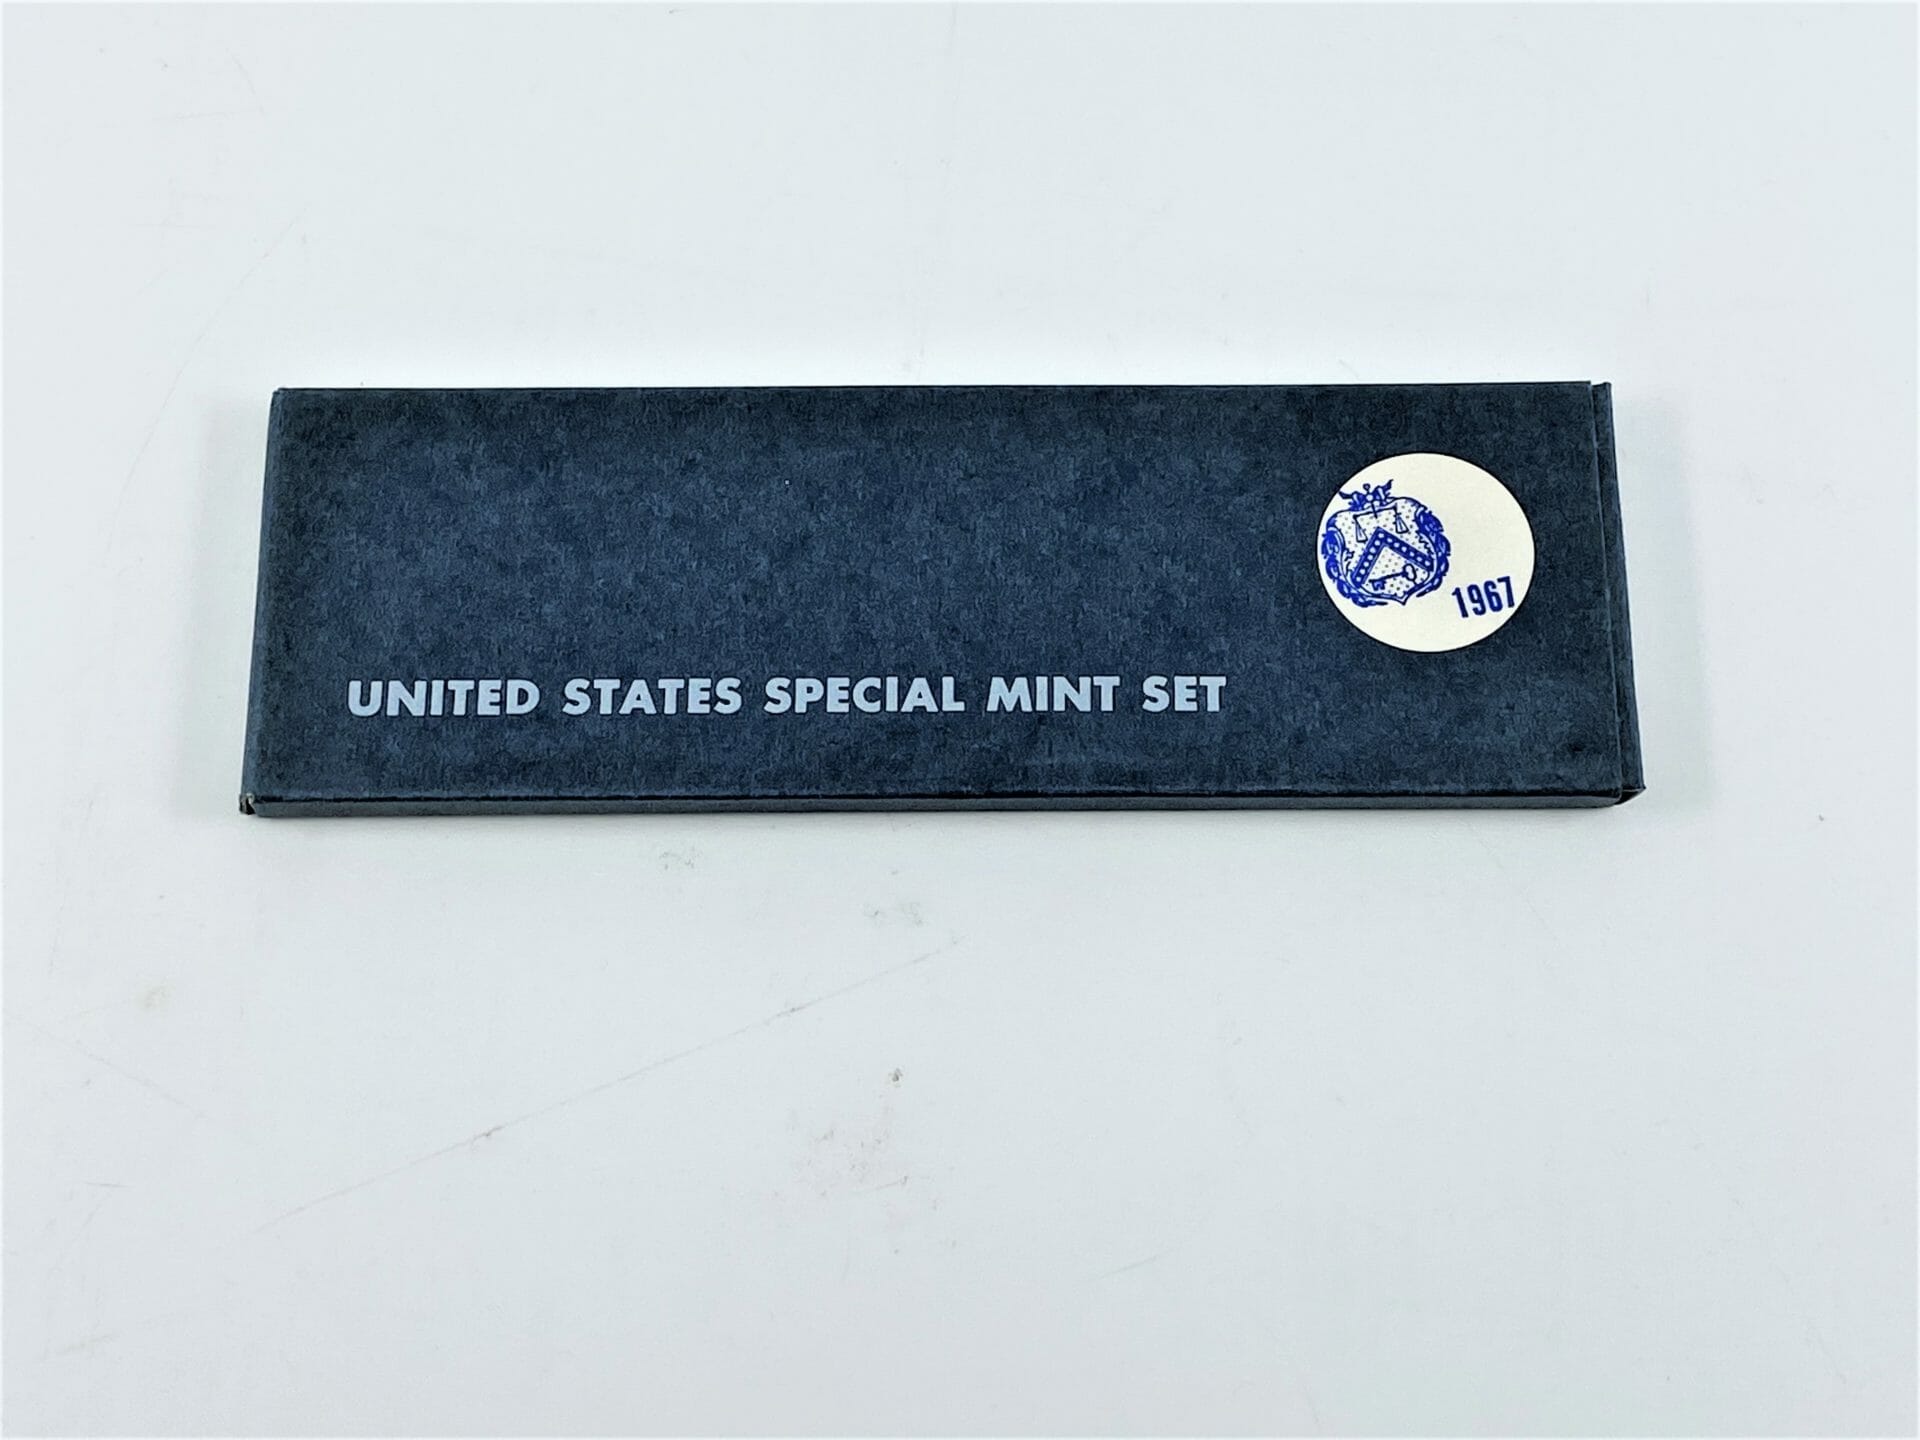 1967
UNITED STATES SPECIAL MINT SET